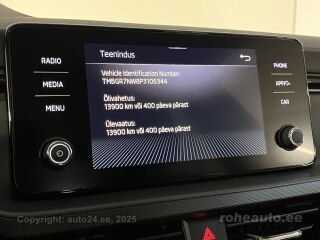 Teenindus
RADIO
MEDIA
MENU
Vehicle Identification Number:
TMBGR7NW8P3106344
Õlivahetus:
13900 km või 400 päeva pärast
Ülevaatus:
13900 km või 400 päeva pärast
PHONE
APPS
CAR
Copyright: auto24.ee, 2025
roheauto.ee